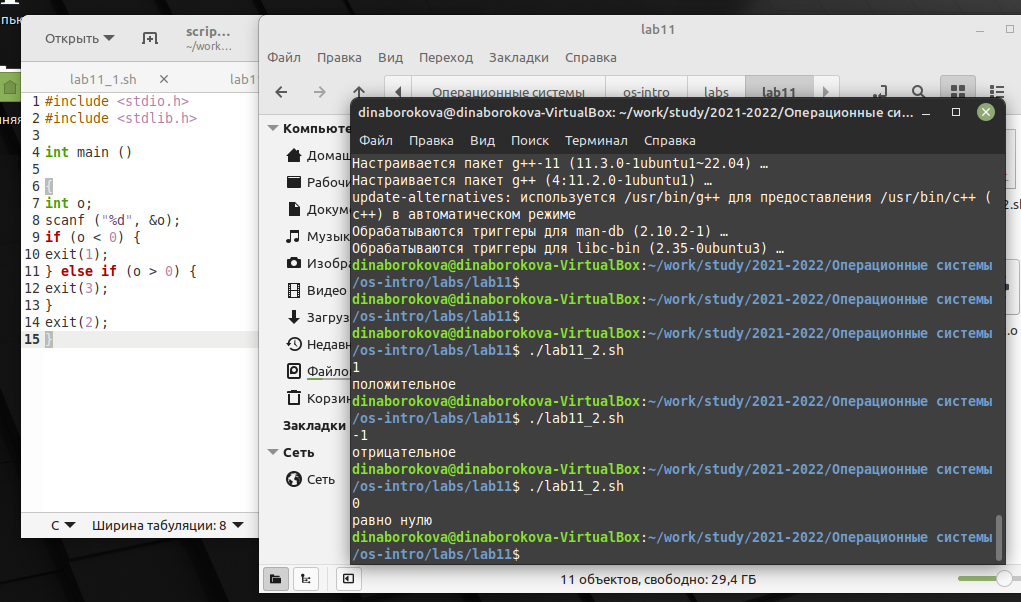 Открыть
scrip...
~/work...
lab11_1.sh
lab1
1 #include <stdio.h>
2 #include <stdlib.h>
3
4 int main ()
5
6 {
7 int o;
8 scanf ("%d", &o);
9 if (o < 0) {
10 exit(1);
11 } else if (o > 0) {
12 exit(3);
13 }
14 exit(2);
15 }
C
Ширина табуляции: 8
lab11
Файл Правка Вид Переход Закладки Справка
Операционные системы os-intro labs lab11
Компьюте
Домаш
Рабочи
Докум
Музык
Изобра
Видео
Загруз
Недавн
Файло
Корзин
Закладки
Сеть
Сеть
11 объектов, свободно: 29,4 ГБ
dinaborokova@dinaborokova-VirtualBox: ~/work/study/2021-2022/Операционные си...
Файл Правка Вид Поиск Терминал Справка
Настраивается пакет g++-11 (11.3.0-1ubuntu1~22.04) …
Настраивается пакет g++ (4:11.2.0-1ubuntu1) …
update-alternatives: используется /usr/bin/g++ для предоставления /usr/bin/c++ (
c++) в автоматическом режиме
Обрабатываются триггеры для man-db (2.10.2-1) …
Обрабатываются триггеры для libc-bin (2.35-0ubuntu3) …
dinaborokova@dinaborokova-VirtualBox:~/work/study/2021-2022/Операционные системы
/os-intro/labs/lab11$
dinaborokova@dinaborokova-VirtualBox:~/work/study/2021-2022/Операционные системы
/os-intro/labs/lab11$
dinaborokova@dinaborokova-VirtualBox:~/work/study/2021-2022/Операционные системы
/os-intro/labs/lab11$ ./lab11_2.sh
1
положительное
dinaborokova@dinaborokova-VirtualBox:~/work/study/2021-2022/Операционные системы
/os-intro/labs/lab11$ ./lab11_2.sh
-1
отрицательное
dinaborokova@dinaborokova-VirtualBox:~/work/study/2021-2022/Операционные системы
/os-intro/labs/lab11$ ./lab11_2.sh
0
равно нулю
dinaborokova@dinaborokova-VirtualBox:~/work/study/2021-2022/Операционные системы
/os-intro/labs/lab11$